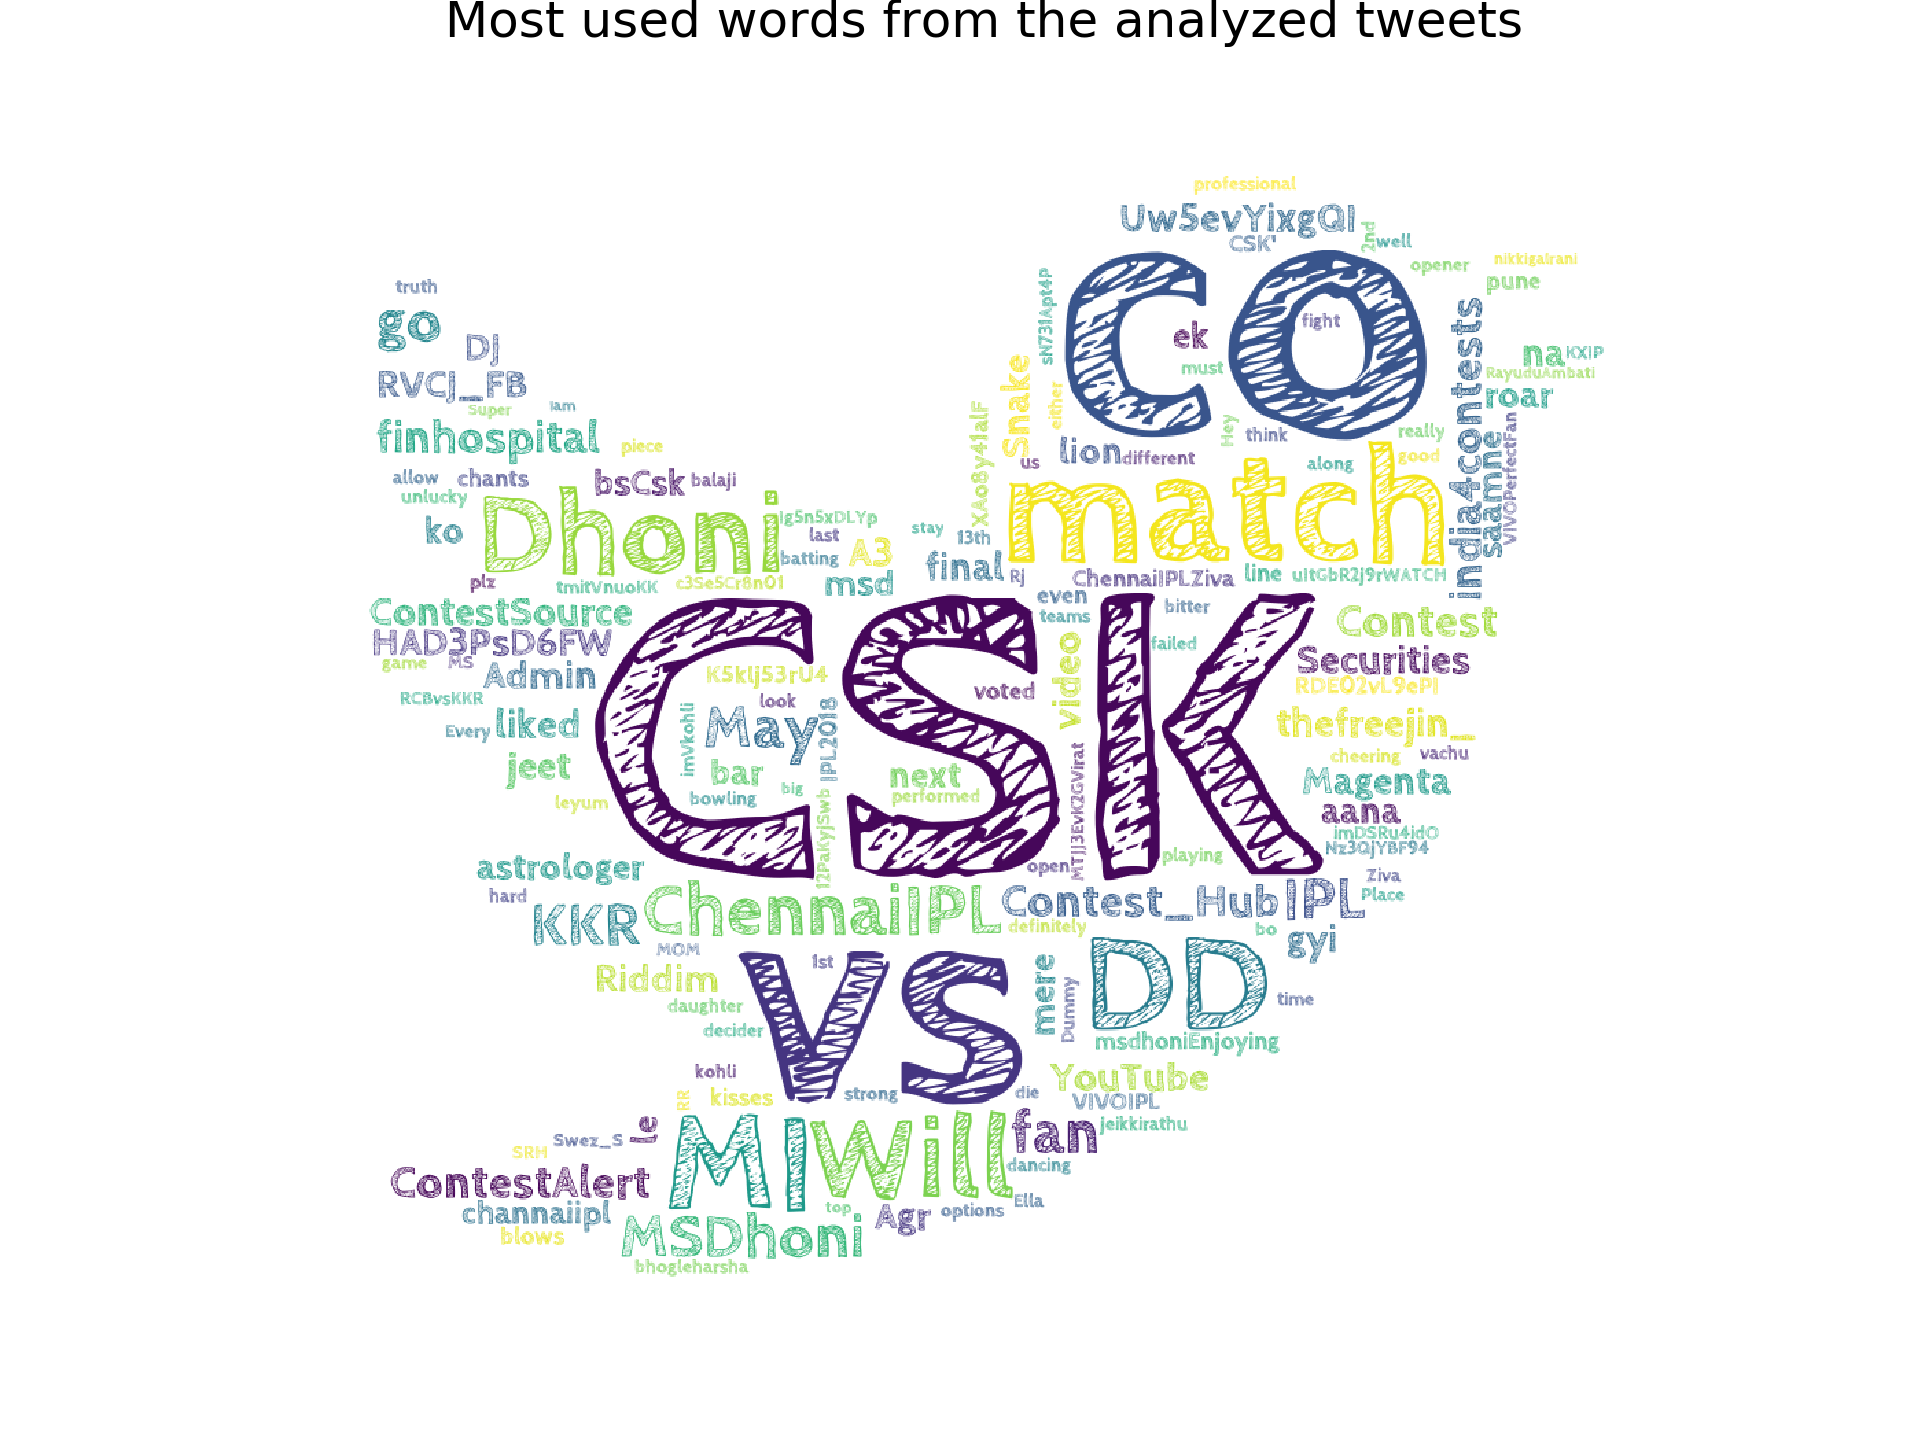 Most used words from the analyzed tweets
professional
Uw5evYixgQI
CSK'
2nd
well
opener
nikkigalrani
pune
truth
go
DJ
RVCJ_FB
Super
iam
finhospital
piece
allow
chants
unlucky
bsCsk
balaji
ko
Dhoni
plz
lg5n5xDLYp
last
batting
A3
tmitVnuoKK
c3Se5Cr8nO1
msd
stay
13th
final
RJ
sN731Apt4P
CO
ek
fight
must
Snake
either
XAo8y41alF
us
lion
different
Hey
think
along
really
good
match
india4contests
saamne
VIVOPerfectFan
na
KXIP
RayuduAmbati
roar
ChennaiIPLZiva
line
uitGbR2j9rWATCH
even
teams
bitter
failed
ContestSource
HAD3PsD6FW
game
MS
Admin
RCBvsKKR
Every
liked
jeet
leyum
CSK
K5klj53rU4
look
May
imVkohli
IPL2018
bar
big
bowling
12PaKyjSwb
next
performed
voted
video
MTJJ3EvK2GVirat
open
playing
Contest
Securities
RDEO2vL9ePI
thefreejin_
cheering
vachu
Magenta
aana
imDSRu4jdO
Nz3QjYBF94
Ziva
Place
astrologer
hard
KKR
ChennaiIPL
Contest_Hub
IPL
definitely
bo
gyi
MOM
Riddim
daughter
decider
1st
vs
mere
Dummy
DD
time
msdhoniEnjoying
kohli
RR
kisses
strong
die
YouTube
VIVOIPL
jeikkirathu
le
Swez_S
SRH
MI
Will
fan
dancing
ContestAlert
channaiipl
blows
top
Agr
options
Ella
MSDhoni
bhogleharsha